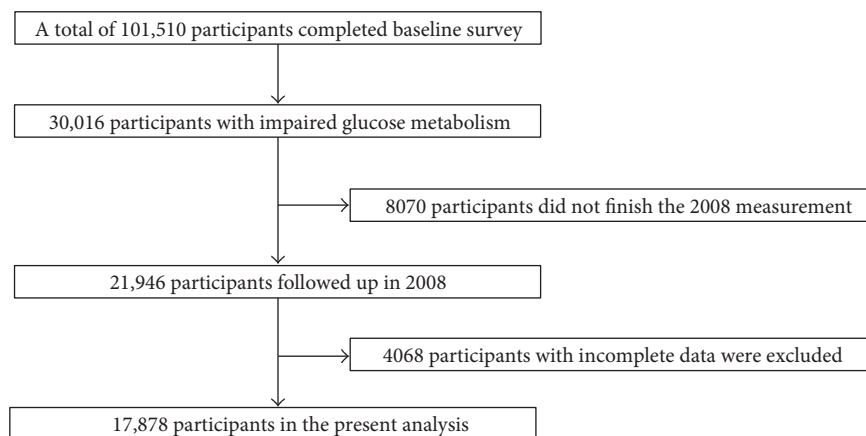 A total of 101,510 participants completed baseline survey
30,016 participants with impaired glucose metabolism
8070 participants did not finish the 2008 measurement
21,946 participants followed up in 2008
4068 participants with incomplete data were excluded
17,878 participants in the present analysis